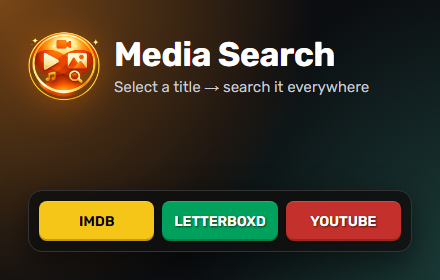 Media Search
Select a title → search it everywhere
IMDB
LETTERBOXD
YOUTUBE